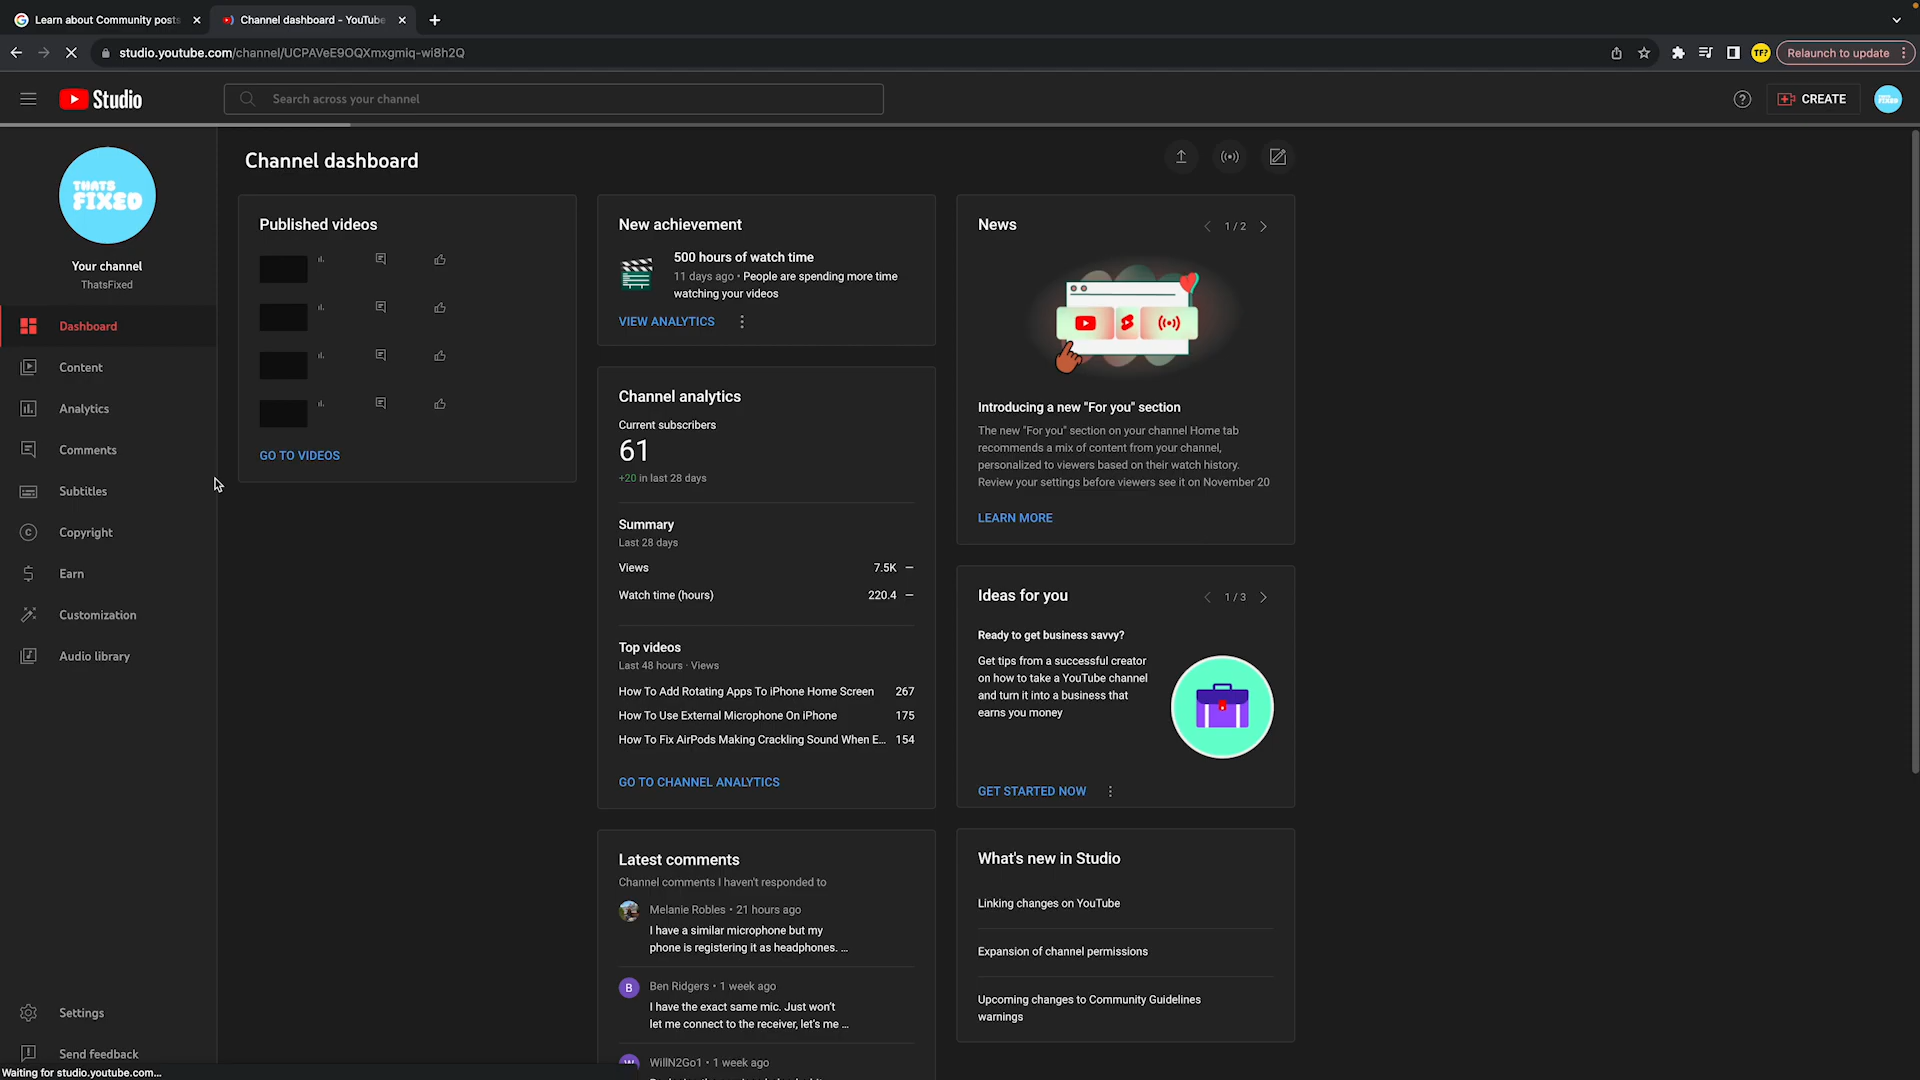 Learn about Community posts
Channel dashboard - YouTube
studio.youtube.com/channel/UCPAVeE9OQXmxgmiq-wi8h2Q
TF?
Relaunch to update
Studio
Search across your channel
CREATE
THATS
FIXED
THATS
FIXED
Your channel
ThatsFixed
Dashboard
Content
Analytics
Comments
Subtitles
Copyright
Earn
Customization
Audio library
Settings
Send feedback
Waiting for studio.youtube.com...
Channel dashboard
Published videos
GO TO VIDEOS
New achievement
500 hours of watch time
11 days ago • People are spending more time
watching your videos
VIEW ANALYTICS
Channel analytics
Current subscribers
61
+20 in last 28 days
Summary
Last 28 days
Views 7.5K —
Watch time (hours) 220.4 —
Top videos
Last 48 hours · Views
How To Add Rotating Apps To iPhone Home Screen 267
How To Use External Microphone On iPhone 175
How To Fix AirPods Making Crackling Sound When E... 154
GO TO CHANNEL ANALYTICS
Latest comments
Channel comments I haven't responded to
Melanie Robles • 21 hours ago
I have a similar microphone but my
phone is registering it as headphones. ...
B
Ben Ridgers • 1 week ago
I have the exact same mic. Just won't
let me connect to the receiver, let's me ...
WillN2Go1 • 1 week ago
News
1 / 2
Introducing a new "For you" section
The new "For you" section on your channel Home tab
recommends a mix of content from your channel,
personalized to viewers based on their watch history.
Review your settings before viewers see it on November 20
LEARN MORE
Ideas for you
1 / 3
Ready to get business savvy?
Get tips from a successful creator
on how to take a YouTube channel
and turn it into a business that
earns you money
GET STARTED NOW
What's new in Studio
Linking changes on YouTube
Expansion of channel permissions
Upcoming changes to Community Guidelines
warnings